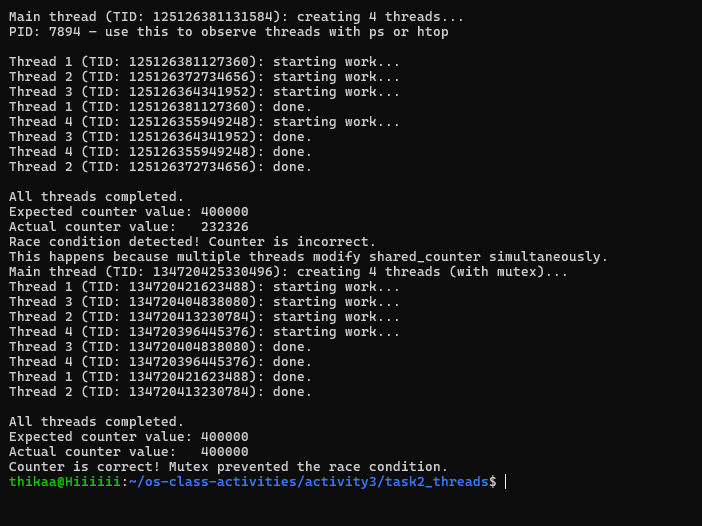 Main thread (TID: 125126381131584): creating 4 threads...
PID: 7894 — use this to observe threads with ps or htop

Thread 1 (TID: 125126381127360): starting work...
Thread 2 (TID: 125126372734656): starting work...
Thread 3 (TID: 125126364341952): starting work...
Thread 1 (TID: 125126381127360): done.
Thread 4 (TID: 125126355949248): starting work...
Thread 3 (TID: 125126364341952): done.
Thread 4 (TID: 125126355949248): done.
Thread 2 (TID: 125126372734656): done.

All threads completed.
Expected counter value: 400000
Actual counter value:   232326
Race condition detected! Counter is incorrect.
This happens because multiple threads modify shared_counter simultaneously.
Main thread (TID: 134720425330496): creating 4 threads (with mutex)...
Thread 1 (TID: 134720421623488): starting work...
Thread 3 (TID: 134720404838080): starting work...
Thread 2 (TID: 134720413230784): starting work...
Thread 4 (TID: 134720396445376): starting work...
Thread 3 (TID: 134720404838080): done.
Thread 4 (TID: 134720396445376): done.
Thread 1 (TID: 134720421623488): done.
Thread 2 (TID: 134720413230784): done.

All threads completed.
Expected counter value: 400000
Actual counter value:   400000
Counter is correct! Mutex prevented the race condition.
thikaa@Hiiiiii:~/os-class-activities/activity3/task2_threads$